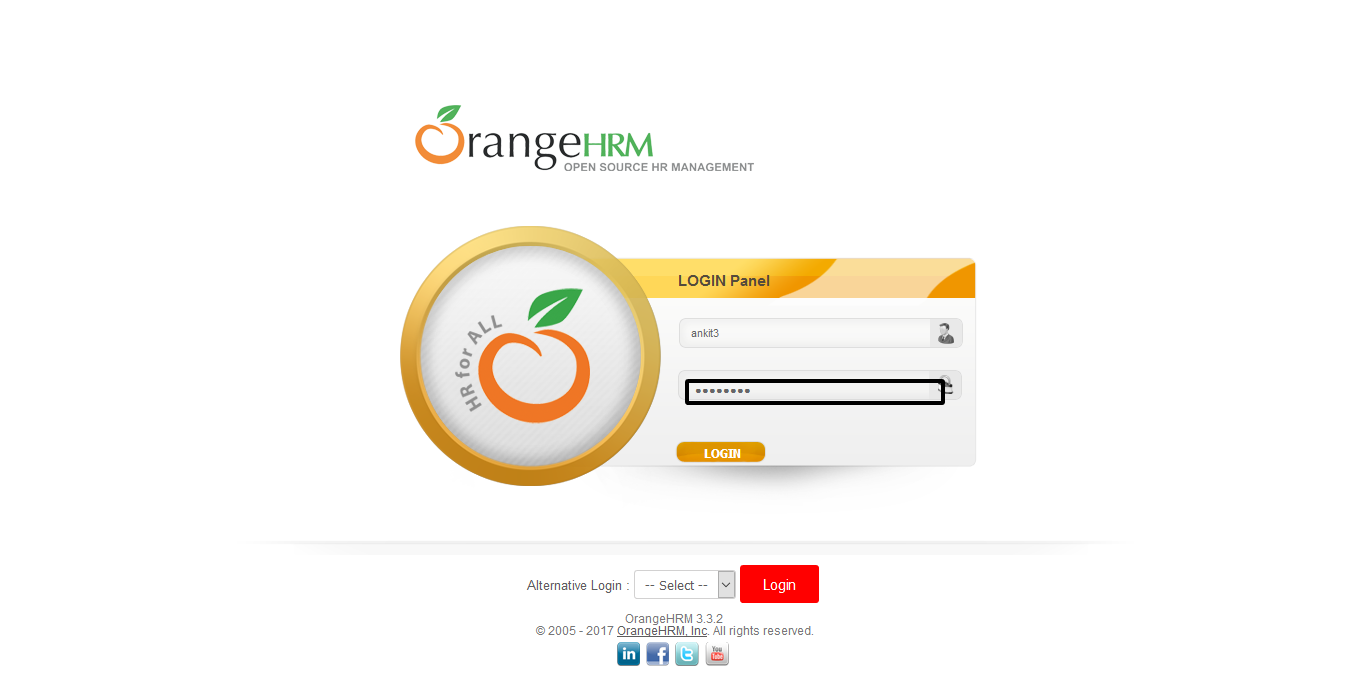 OrangeHRM
OPEN SOURCE HR MANAGEMENT
HR for ALL
LOGIN Panel
ankit3
••••••••
LOGIN
Alternative Login : -- Select -- Login
OrangeHRM 3.3.2
© 2005 - 2017 OrangeHRM, Inc. All rights reserved.
in f t You Tube